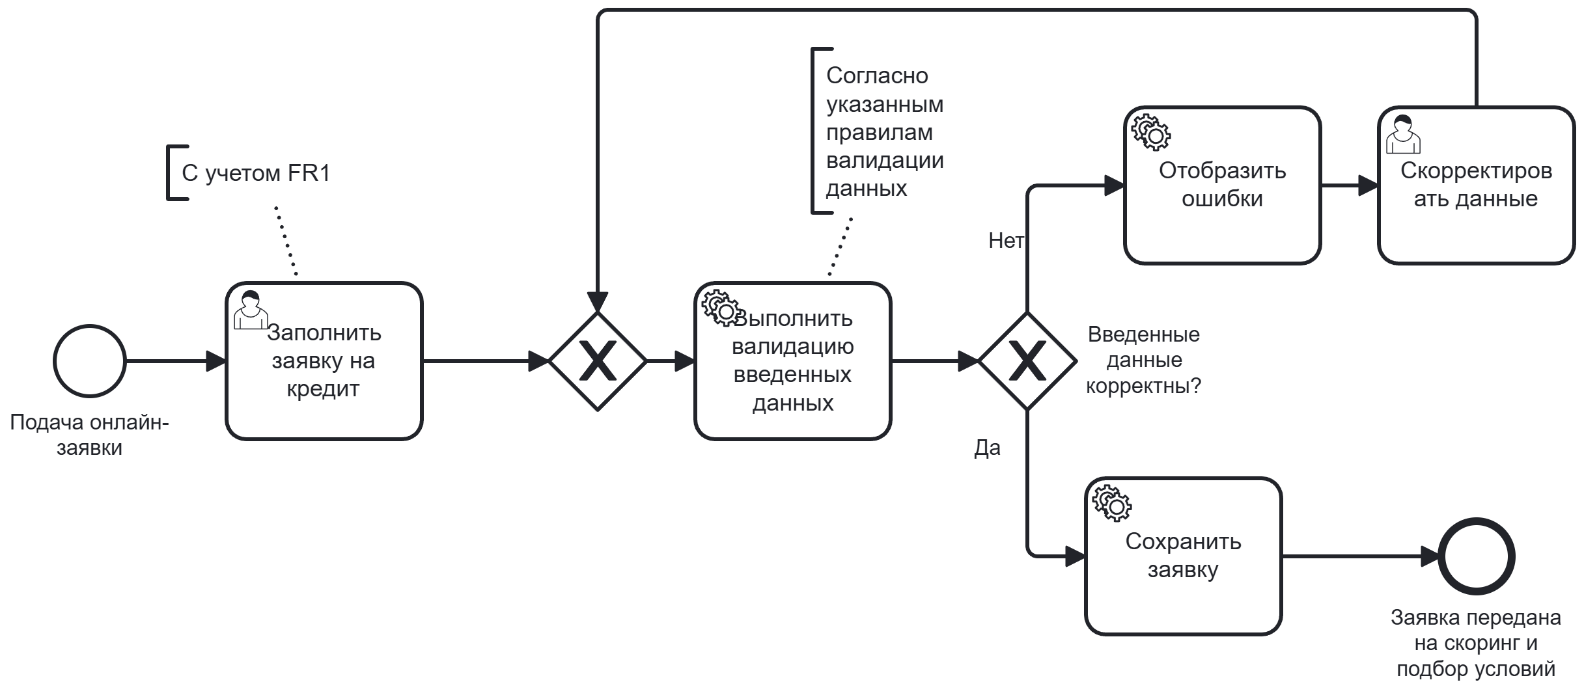 Согласно
указанным
правилам
валидации
данных
С учетом FR1
Отобразить
ошибки
Скорректиров
ать данные
Нет
Подача онлайн-
заявки
Заполнить
заявку на
кредит
Выполнить
валидацию
введенных
данных
Введенные
данные
корректны?
Да
Сохранить
заявку
Заявка передана
на скоринг и
подбор условий